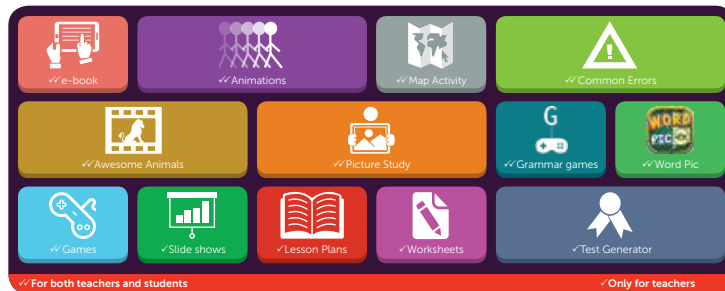 ✓✓e-book
✓✓Animations
✓✓Map Activity
✓✓Common Errors
✓✓Awesome Animals
✓✓Picture Study
G
✓✓Grammar games
WORD
PIC
✓✓Word Pic
✓✓Games
✓Slide shows
✓Lesson Plans
✓Worksheets
✓Test Generator
✓✓For both teachers and students
✓Only for teachers